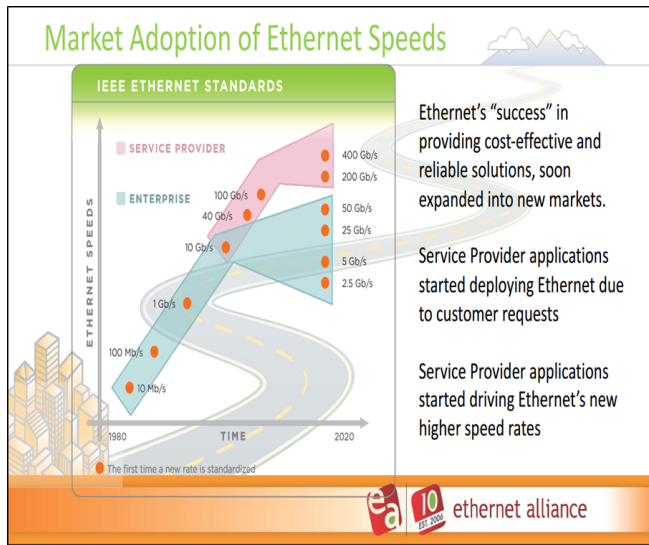 Market Adoption of Ethernet Speeds
IEEE ETHERNET STANDARDS
SERVICE PROVIDER
ENTERPRISE
ETHERNET SPEEDS
400 Gb/s
200 Gb/s
100 Gb/s
50 Gb/s
40 Gb/s
25 Gb/s
10 Gb/s
5 Gb/s
2.5 Gb/s
1 Gb/s
100 Mb/s
10 Mb/s
1980
TIME
2020
The first time a new rate is standardized
Ethernet’s “success” in
providing cost-effective and
reliable solutions, soon
expanded into new markets.
Service Provider applications
started deploying Ethernet due
to customer requests
Service Provider applications
started driving Ethernet’s new
higher speed rates
ea
10
EST. 2006
ethernet alliance